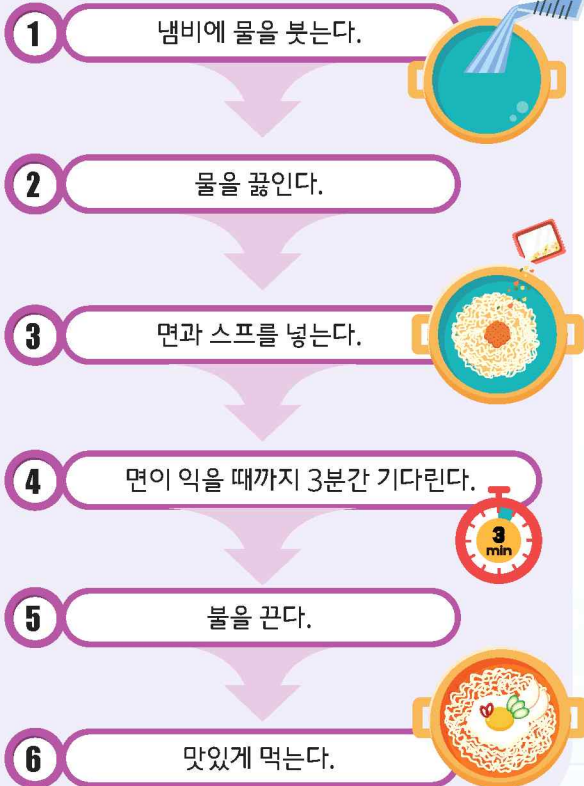 1 냄비에 물을 붓는다.
2 물을 끓인다.
3 면과 스프를 넣는다.
4 면이 익을 때까지 3분간 기다린다.
3
min
5 불을 끈다.
6 맛있게 먹는다.